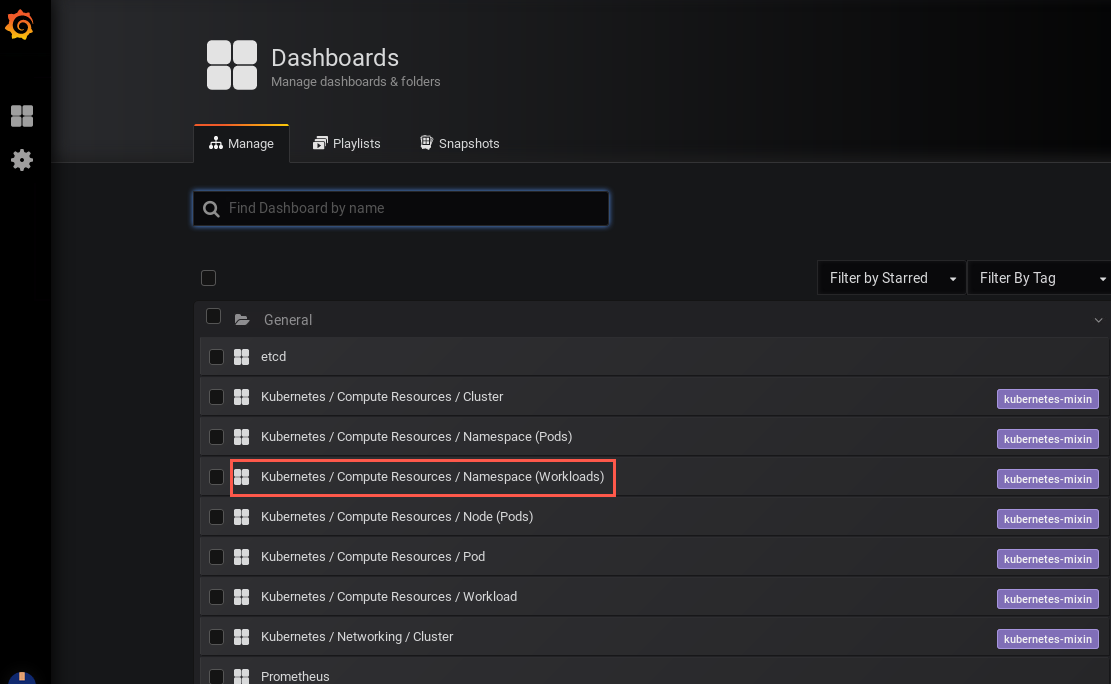 Dashboards
Manage dashboards & folders
Manage Playlists Snapshots
Find Dashboard by name
Filter by Starred Filter By Tag
General
etcd
Kubernetes / Compute Resources / Cluster kubernetes-mixin
Kubernetes / Compute Resources / Namespace (Pods) kubernetes-mixin
Kubernetes / Compute Resources / Namespace (Workloads) kubernetes-mixin
Kubernetes / Compute Resources / Node (Pods) kubernetes-mixin
Kubernetes / Compute Resources / Pod kubernetes-mixin
Kubernetes / Compute Resources / Workload kubernetes-mixin
Kubernetes / Networking / Cluster kubernetes-mixin
Prometheus